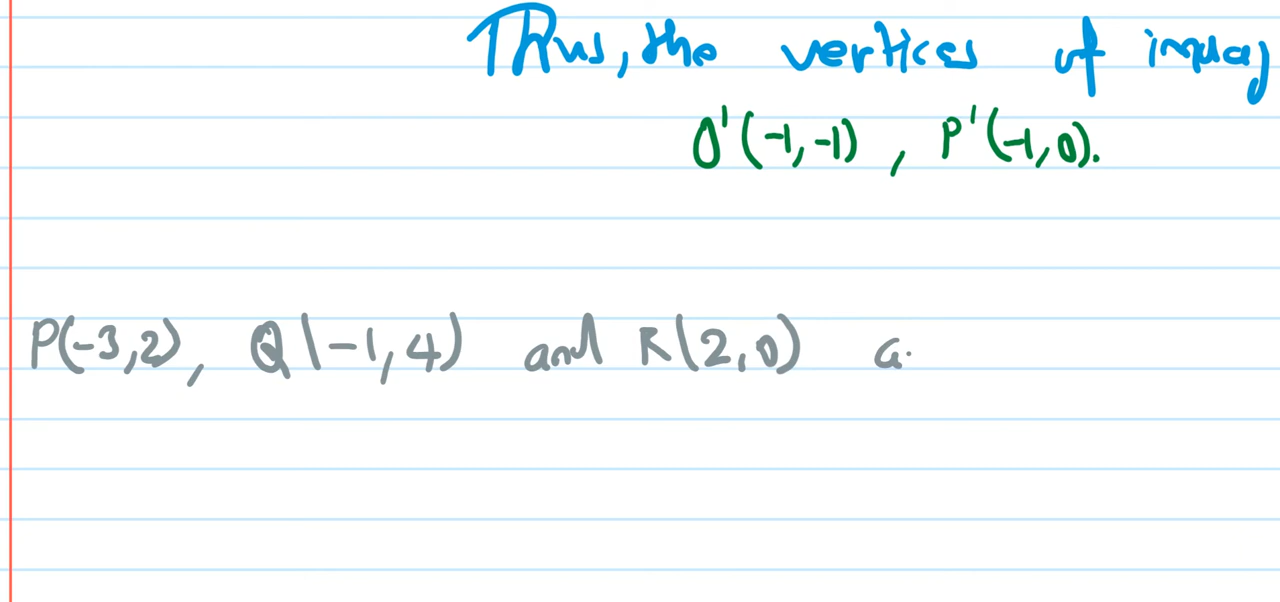 Thus, the vertices of
O'(-1,-1) , P'(-1,0).
P(-3,2), Q(-1,4) and R(2,0) a